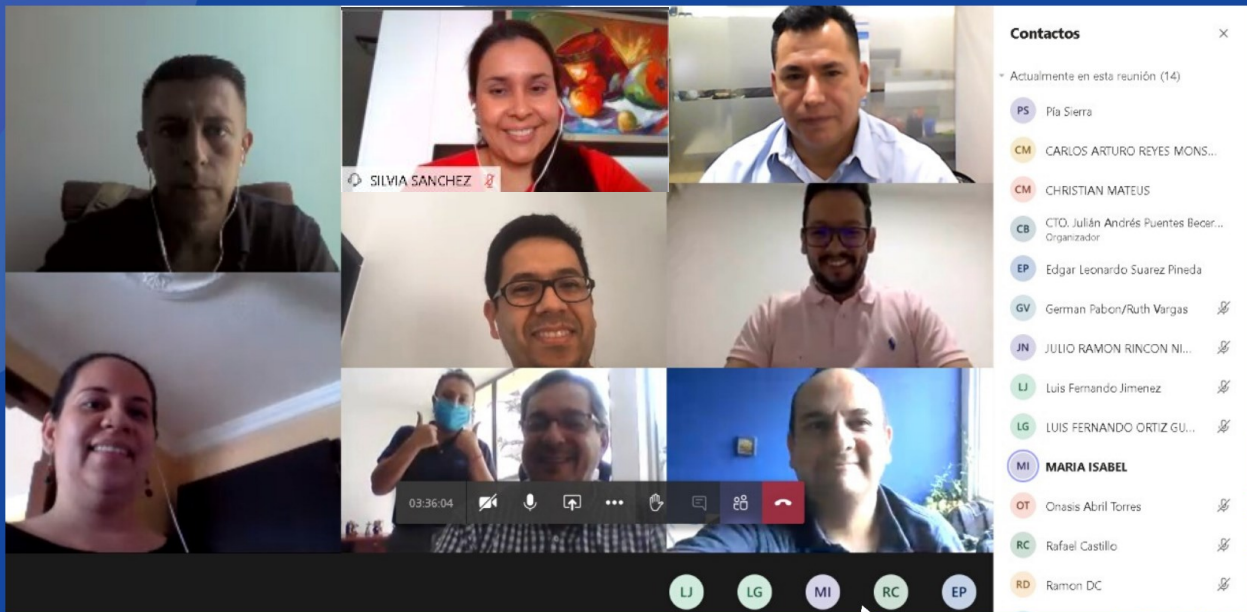 SILVIA SANCHEZ
03:36:04
LJ
LG
MI
RC
EP
Contactos
Actualmente en esta reunión (14)
PS Pía Sierra
CM CARLOS ARTURO REYES MONS...
CM CHRISTIAN MATEUS
CB CTO. Julián Andrés Puentes Becer...
Organizador
EP Edgar Leonardo Suarez Pineda
GV German Pabon/Ruth Vargas
JN JULIO RAMON RINCON NI...
LJ Luis Fernando Jimenez
LG LUIS FERNANDO ORTIZ GU...
MI MARIA ISABEL
OT Onasis Abril Torres
RC Rafael Castillo
RD Ramon DC